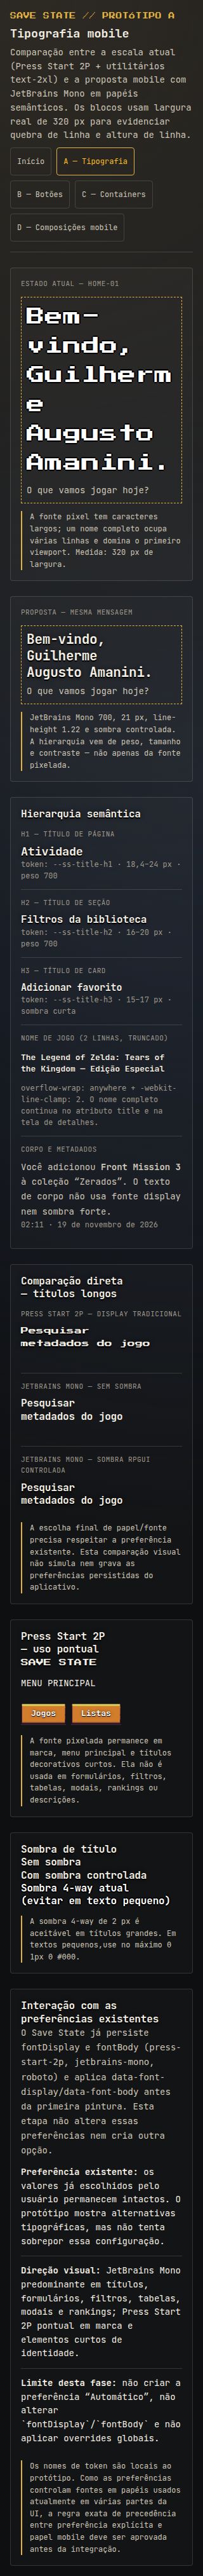 SAVE STATE // PROTÓTIPO A
Tipografia mobile
Comparação entre a escala atual
(Press Start 2P + utilitários
text-2xl) e a proposta mobile com
JetBrains Mono em papéis
semânticos. Os blocos usam largura
real de 320 px para evidenciar
quebra de linha e altura de linha.
Início
A — Tipografia
B — Botões
C — Containers
D — Composições mobile
ESTADO ATUAL — HOME-01
Bem-
vindo,
Guilherm
e
Augusto
Amanini.
O que vamos jogar hoje?
A fonte pixel tem caracteres
largos; um nome completo ocupa
várias linhas e domina o primeiro
viewport. Medida: 320 px de
largura.
PROPOSTA — MESMA MENSAGEM
Bem-vindo,
Guilherme
Augusto Amanini.
O que vamos jogar hoje?
JetBrains Mono 700, 21 px, line-
height 1.22 e sombra controlada.
A hierarquia vem de peso, tamanho
e contraste — não apenas da fonte
pixelada.
Hierarquia semântica
H1 — TÍTULO DE PÁGINA
Atividade
token: --ss-title-h1 · 18,4–24 px ·
peso 700
H2 — TÍTULO DE SEÇÃO
Filtros da biblioteca
token: --ss-title-h2 · 16–20 px ·
peso 700
H3 — TÍTULO DE CARD
Adicionar favorito
token: --ss-title-h3 · 15–17 px ·
sombra curta
NOME DE JOGO (2 LINHAS, TRUNCADO)
The Legend of Zelda: Tears of
the Kingdom — Edição Especial
overflow-wrap: anywhere + -webkit-
line-clamp: 2. O nome completo
continua no atributo title e na
tela de detalhes.
CORPO E METADADOS
Você adicionou Front Mission 3
à coleção “Zerados”. O texto
de corpo não usa fonte display
nem sombra forte.
02:11 · 19 de novembro de 2026
Comparação direta
— títulos longos
PRESS START 2P — DISPLAY TRADICIONAL
Pesquisar
metadados do jogo
JETBRAINS MONO — SEM SOMBRA
Pesquisar
metadados do jogo
JETBRAINS MONO — SOMBRA RPGUI
CONTROLADA
Pesquisar
metadados do jogo
A escolha final de papel/fonte
precisa respeitar a preferência
existente. Esta comparação visual
não simula nem grava as
preferências persistidas do
aplicativo.
Press Start 2P
— uso pontual
SAVE STATE
MENU PRINCIPAL
Jogos
Listas
A fonte pixelada permanece em
marca, menu principal e títulos
decorativos curtos. Ela não é
usada em formulários, filtros,
tabelas, modais, rankings ou
descrições.
Sombra de título
Sem sombra
Com sombra controlada
Sombra 4-way atual
(evitar em texto pequeno)
A sombra 4-way de 2 px é
aceitável em títulos grandes. Em
textos pequenos,use no máximo 0
1px 0 #000.
Interação com as
preferências existentes
O Save State já persiste
fontDisplay e fontBody (press-
start-2p, jetbrains-mono,
roboto) e aplica data-font-
display/data-font-body antes
da primeira pintura. Esta
etapa não altera essas
preferências nem cria outra
opção.
Preferência existente: os
valores já escolhidos pelo
usuário permanecem intactos. O
protótipo mostra alternativas
tipográficas, mas não tenta
sobrepor essa configuração.
Direção visual: JetBrains Mono
predominante em títulos,
formulários, filtros, tabelas,
modais e rankings; Press Start
2P pontual em marca e
elementos curtos de
identidade.
Limite desta fase: não criar a
preferência “Automático”, não
alterar
`fontDisplay`/`fontBody` e não
aplicar overrides globais.
Os nomes de token são locais ao
protótipo. Como as preferências
controlam fontes em papéis usados
atualmente em várias partes da
UI, a regra exata de precedência
entre preferência explícita e
papel mobile deve ser aprovada
antes da integração.